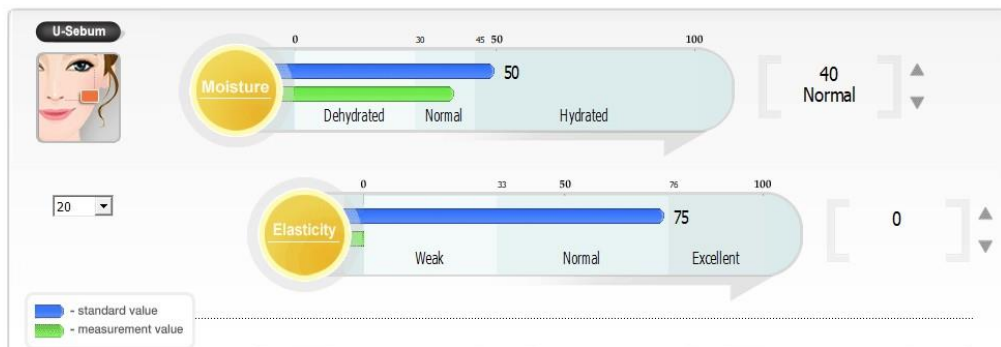 U-Sebum
0 30 45 50 100
50
Moisture
Dehydrated Normal Hydrated
40
Normal
20
0 33 50 76 100
75
Elasticity
Weak Normal Excellent
0
- standard value
- measurement value